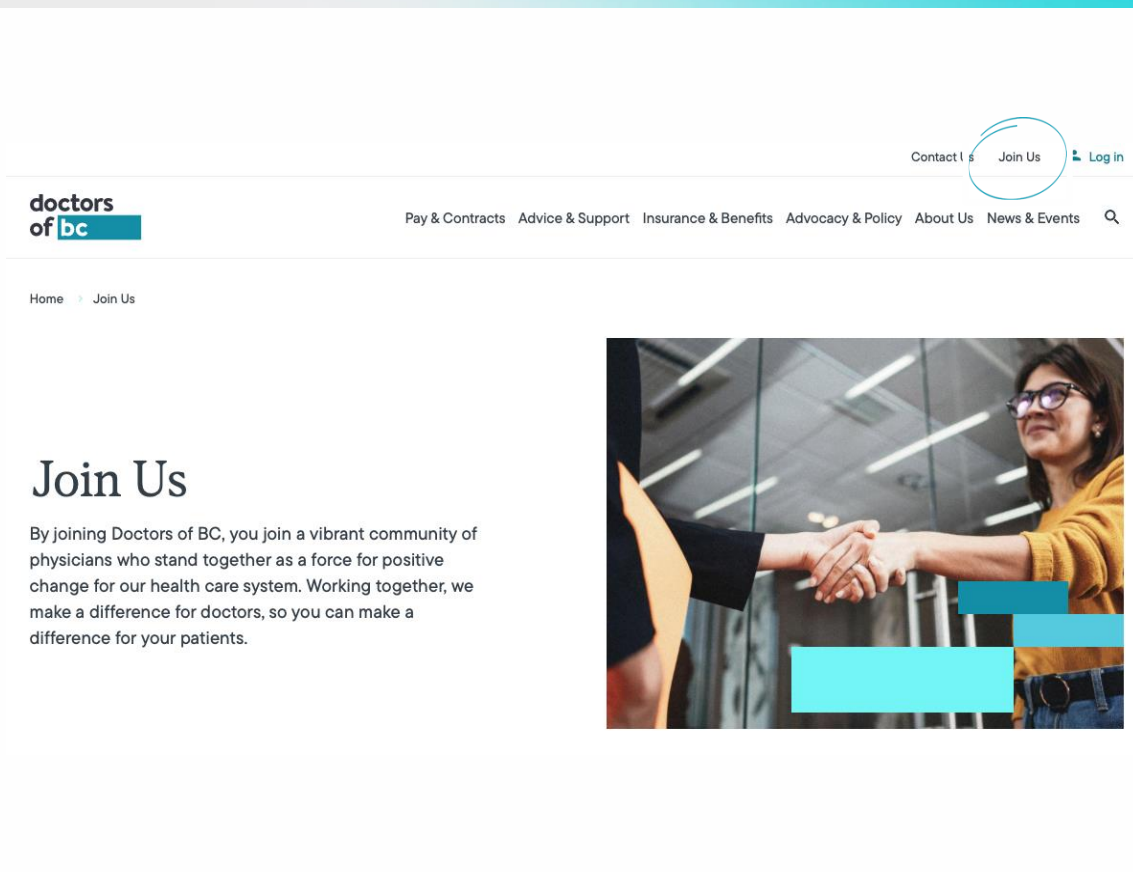 Contact Us Join Us Log in
doctors
of bc
Pay & Contracts Advice & Support Insurance & Benefits Advocacy & Policy About Us News & Events
Home › Join Us
Join Us
By joining Doctors of BC, you join a vibrant community of
physicians who stand together as a force for positive
change for our health care system. Working together, we
make a difference for doctors, so you can make a
difference for your patients.